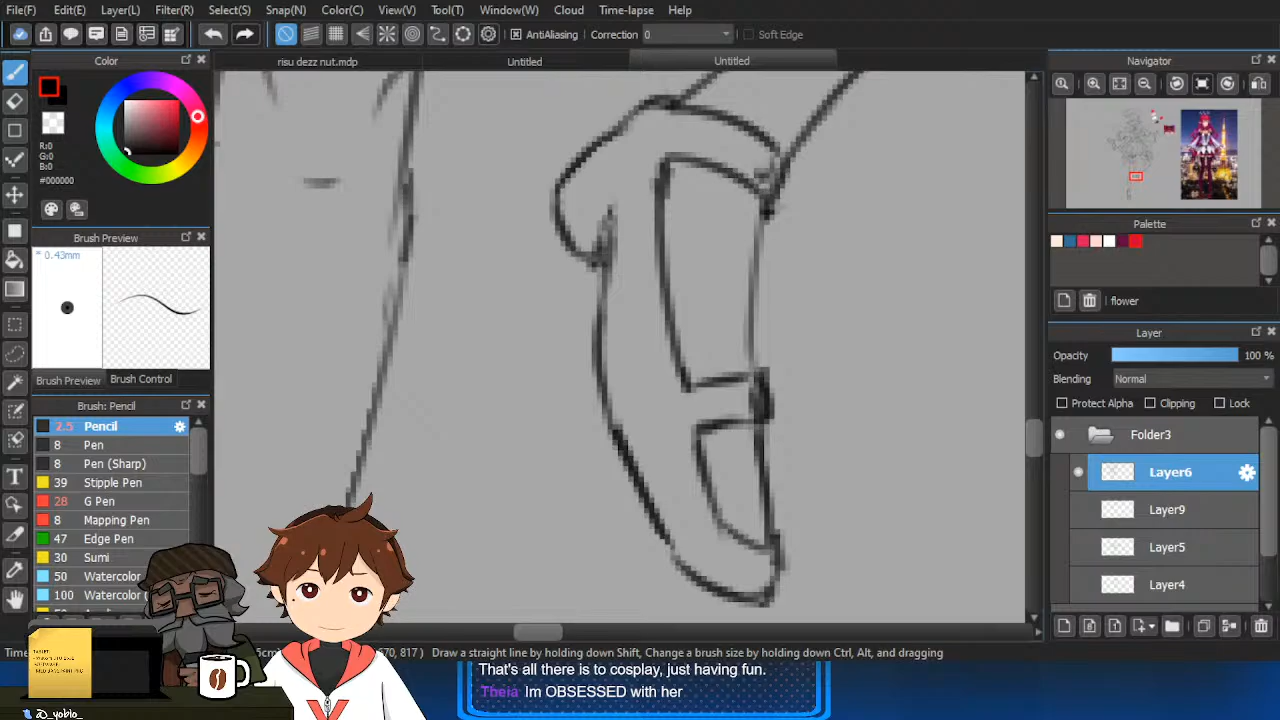 File(F) Edit(E) Layer(L) Filter(R) Select(S) Snap(N) Color(C) View(V) Tool(T) Window(W) Cloud Time-lapse Help
AntiAliasing Correction 0 Soft Edge
Color
risu dezz nut.mdp Untitled Untitled
Navigator
R:0
G:0
B:0
#000000
Brush Preview
0.43mm
Brush Preview Brush Control
Brush: Pencil
2.5 Pencil
8 Pen
8 Pen (Sharp)
39 Stipple Pen
28 G Pen
8 Mapping Pen
47 Edge Pen
30 Sumi
50 Watercolor
100 Watercolor (
Palette
flower
Layer
Opacity 100 %
Blending Normal
Protect Alpha Clipping Lock
Folder3
Layer6
Layer9
Layer5
Layer4
Draw a straight line by holding down Shift, Change a brush size by holding down Ctrl, Alt, and dragging
That's all there is to cosplay, just having fun.
Theia Im OBSESSED with her